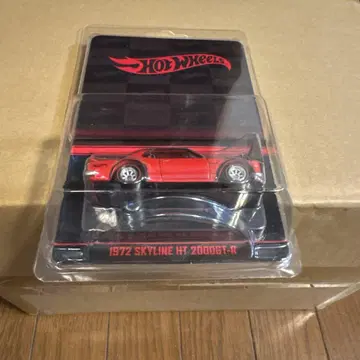 Hot Wheels
1972 SKYLINE HT 2000GT-R